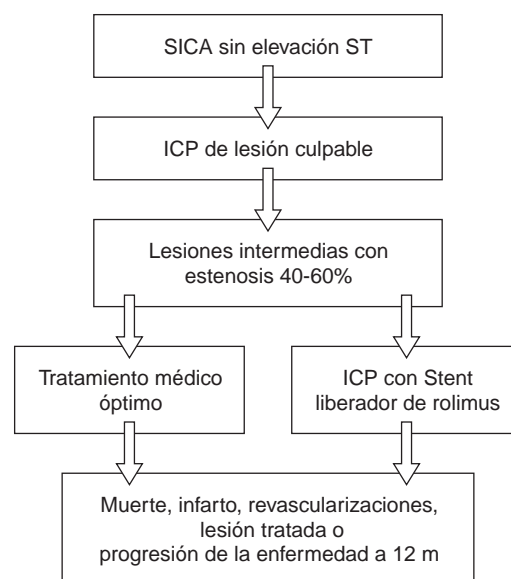 SICA sin elevación ST
ICP de lesión culpable
Lesiones intermedias con
estenosis 40-60%
Tratamiento médico
óptimo
ICP con Stent
liberador de rolimus
Muerte, infarto, revascularizaciones,
lesión tratada o
progresión de la enfermedad a 12 m